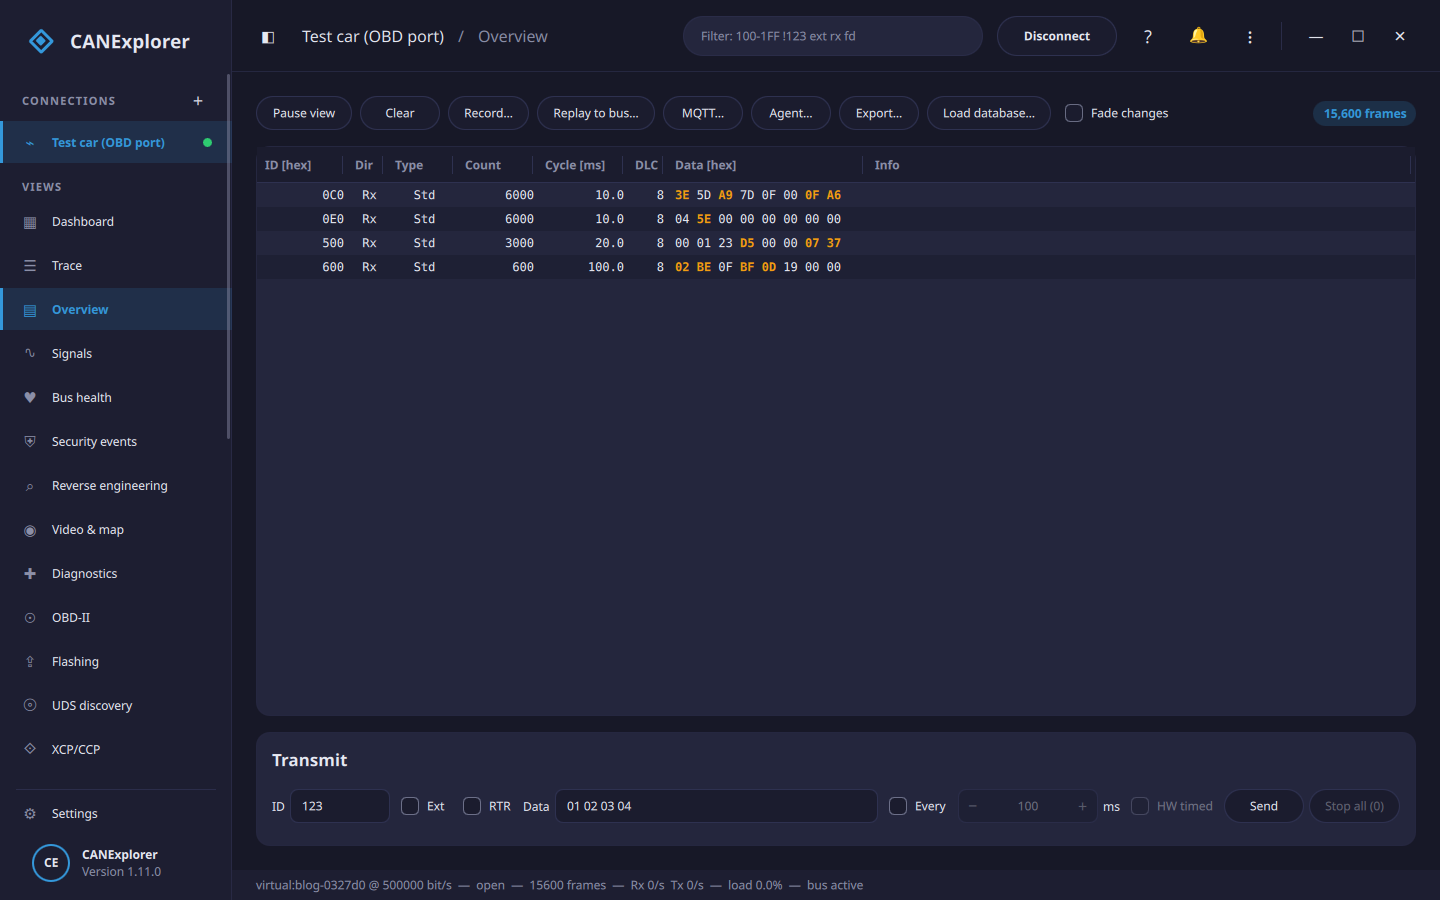 CANExplorer
CONNECTIONS +
Test car (OBD port)
VIEWS
Dashboard
Trace
Overview
Signals
Bus health
Security events
Reverse engineering
Video & map
Diagnostics
OBD-II
Flashing
UDS discovery
XCP/CCP
Settings
CE
CANExplorer
Version 1.11.0
Test car (OBD port) / Overview
Filter: 100-1FF !123 ext rx fd
Disconnect
?
Pause view Clear Record... Replay to bus... MQTT... Agent... Export... Load database... Fade changes 15,600 frames
ID [hex] Dir Type Count Cycle [ms] DLC Data [hex] Info
0C0 Rx Std 6000 10.0 8 3E 5D A9 7D 0F 00 0F A6
0E0 Rx Std 6000 10.0 8 04 5E 00 00 00 00 00 00
500 Rx Std 3000 20.0 8 00 01 23 D5 00 00 07 37
600 Rx Std 600 100.0 8 02 BE 0F BF 0D 19 00 00
Transmit
ID 123 Ext RTR Data 01 02 03 04 Every − 100 + ms HW timed Send Stop all (0)
virtual:blog-0327d0 @ 500000 bit/s — open — 15600 frames — Rx 0/s Tx 0/s — load 0.0% — bus active